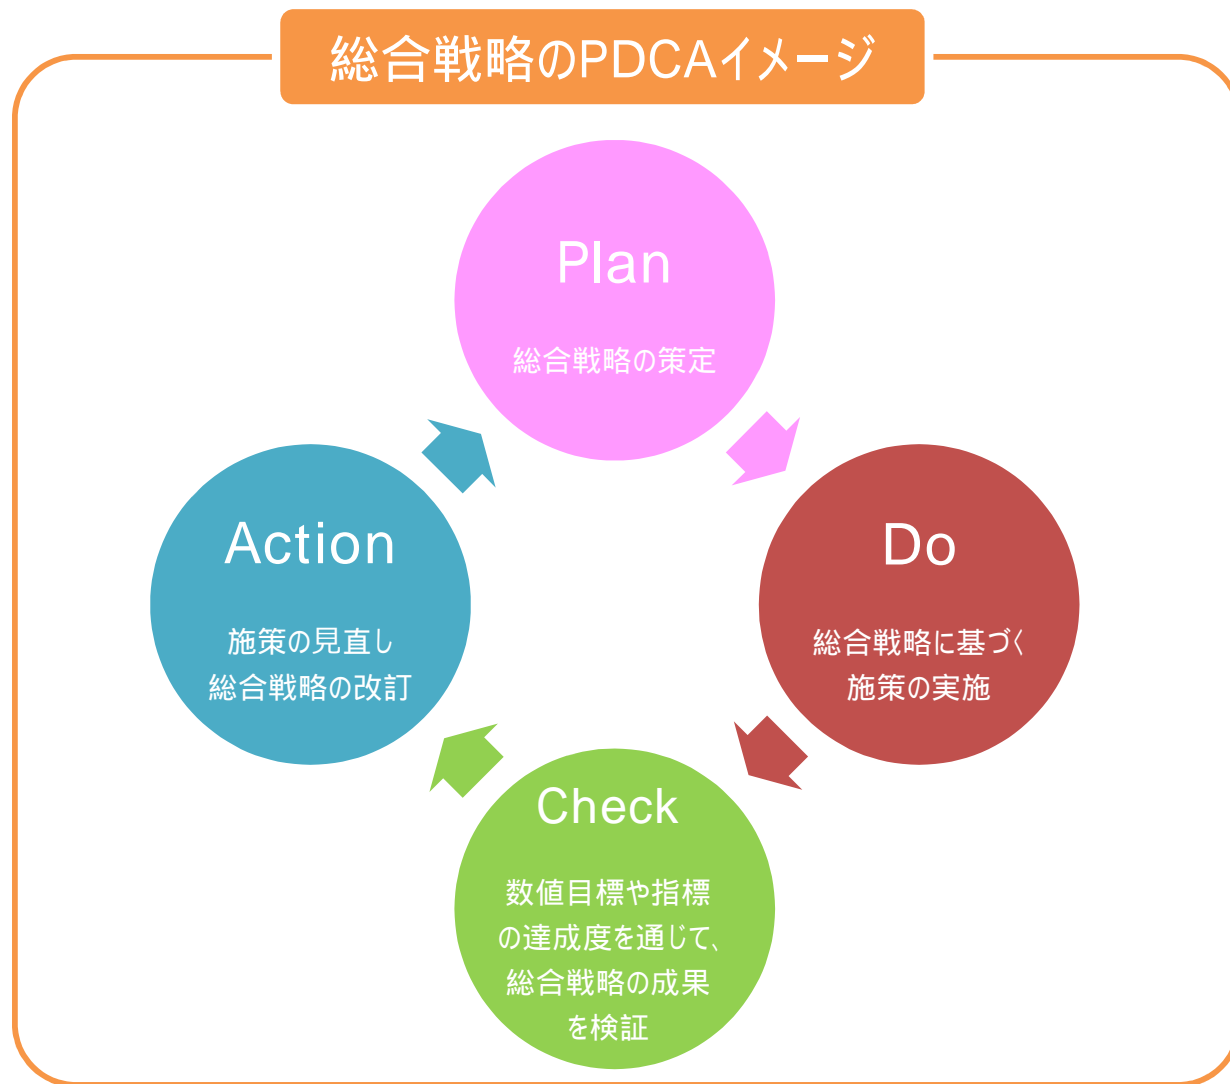 総合戦略のPDCAイメージ
Plan
総合戦略の策定
Do
総合戦略に基づく
施策の実施
Check
数値目標や指標
の達成度を通じて、
総合戦略の成果
を検証
Action
施策の見直し
総合戦略の改訂